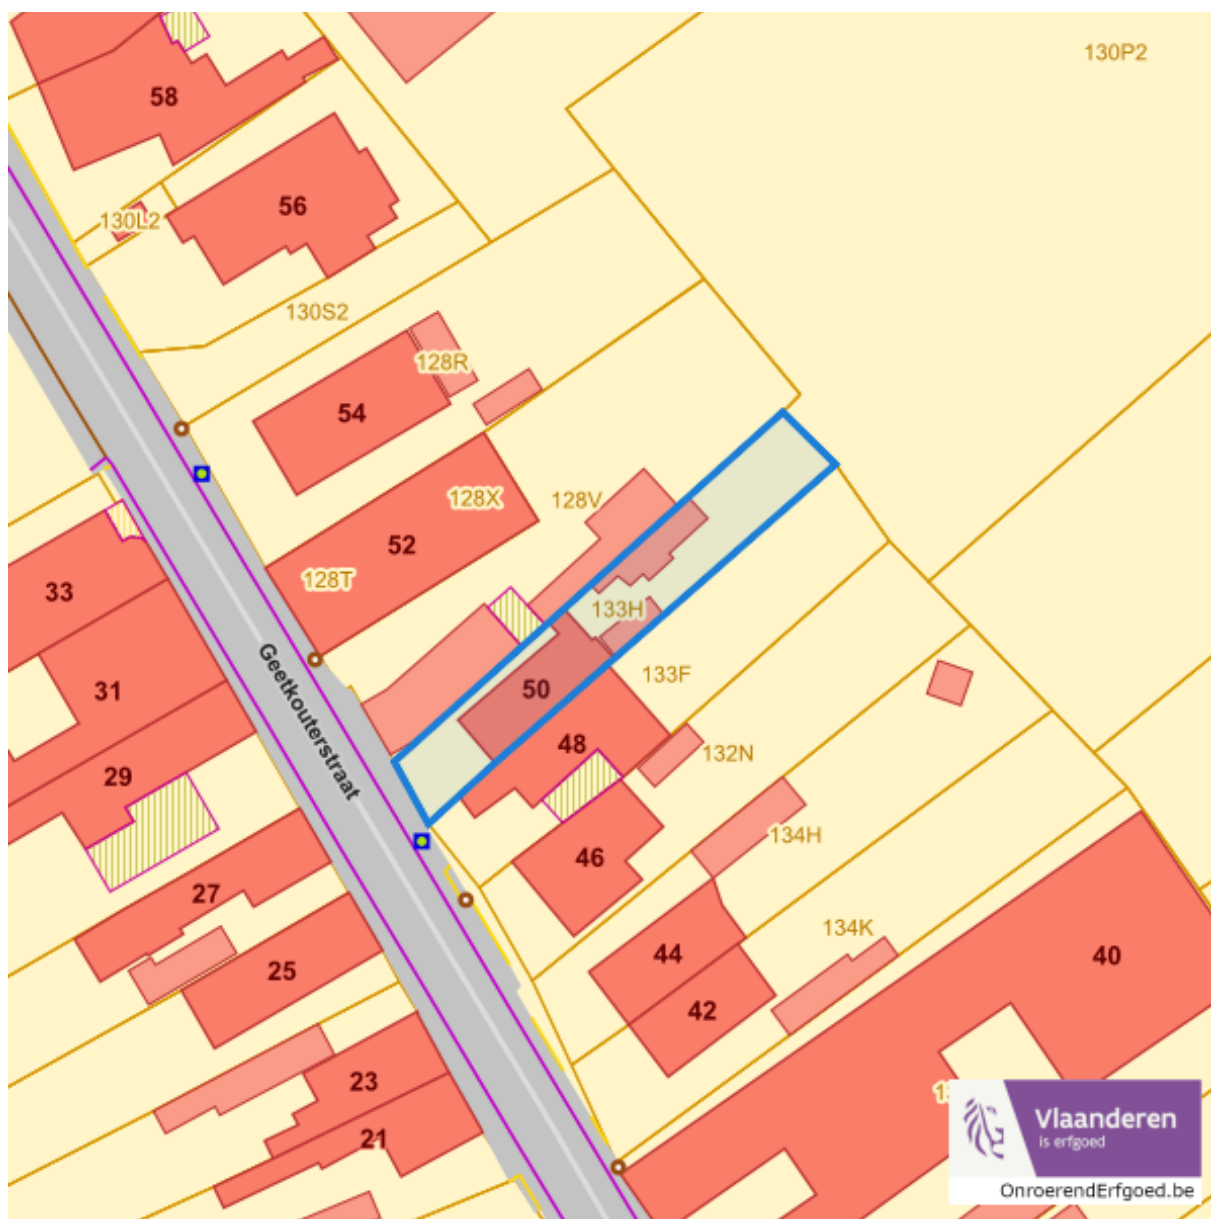 130P2
58
56
130L2
130S2
128R
54
128X
128V
52
33
128T
133H
31
50
133F
Geetkouterstraat
48
132N
29
134H
46
27
134K
44
40
25
42
23
21
Vlaanderen
is erfgoed
OnroerendErfgoed.be